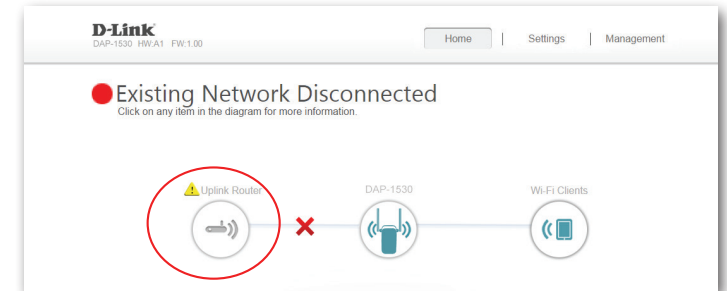 D-Link
DAP-1530 HW:A1 FW:1.00
Home | Settings | Management
Existing Network Disconnected
Click on any item in the diagram for more information.
Uplink Router
DAP-1530
Wi-Fi Clients